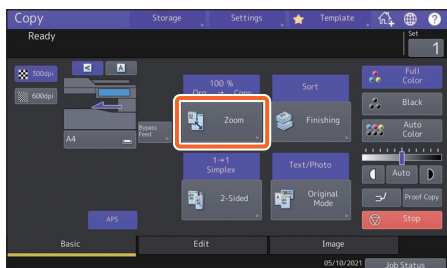 Copy Storage Settings Template
Ready Set
1
300dpi A A
600dpi
A4
Bypass
Feed
APS
100 %
Org → Copy
Zoom
Sort
Finishing
1→1
Simplex
2-Sided
Text/Photo
Original
Mode
Full
Color
Black
Auto
Color
Auto
Proof Copy
Stop
Basic Edit Image
05/10/2021 Job Status